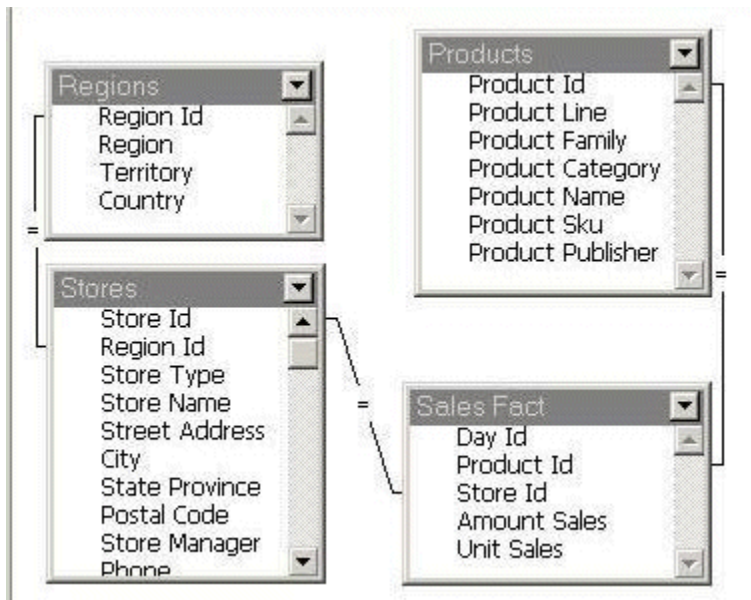 Regions
Region Id
Region
Territory
Country
=
Stores
Store Id
Region Id
Store Type
Store Name
Street Address
City
State Province
Postal Code
Store Manager
Phone
=
Products
Product Id
Product Line
Product Family
Product Category
Product Name
Product Sku
Product Publisher
=
Sales Fact
Day Id
Product Id
Store Id
Amount Sales
Unit Sales